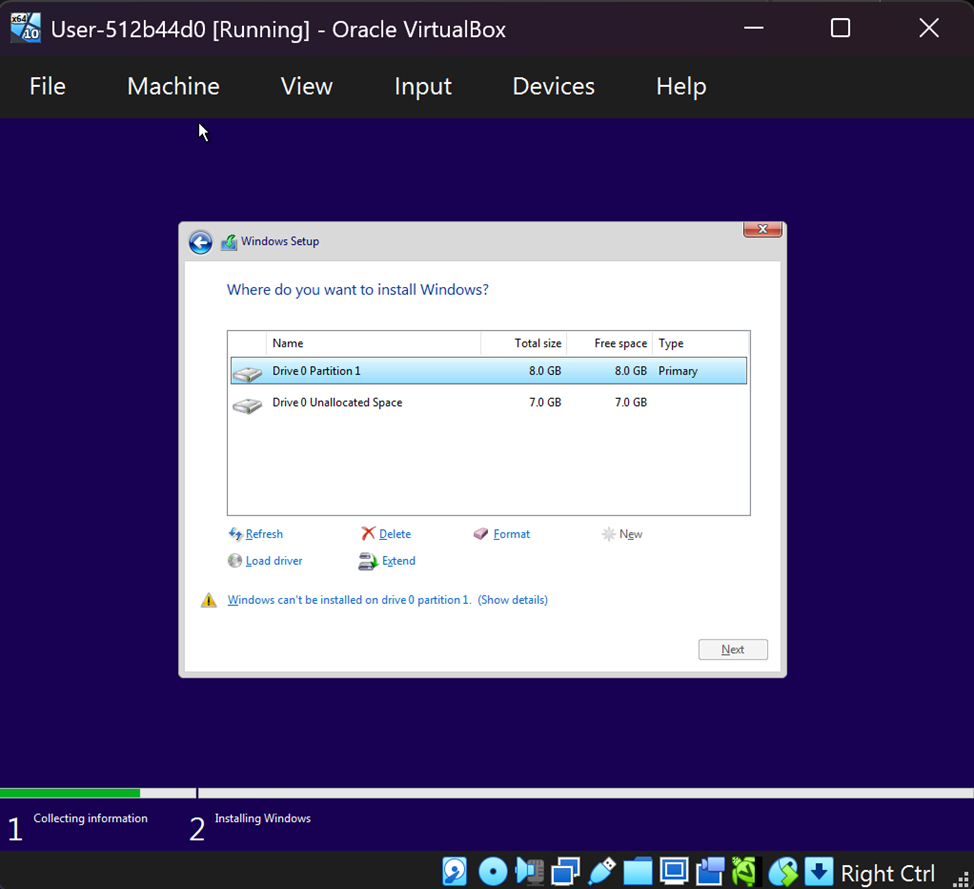 User-512b44d0 [Running] - Oracle VirtualBox
File Machine View Input Devices Help
Windows Setup
Where do you want to install Windows?
Name Total size Free space Type
Drive 0 Partition 1 8.0 GB 8.0 GB Primary
Drive 0 Unallocated Space 7.0 GB 7.0 GB
Refresh Delete Format New
Load driver Extend
Windows can't be installed on drive 0 partition 1. (Show details)
Next
1 Collecting information 2 Installing Windows
Right Ctrl